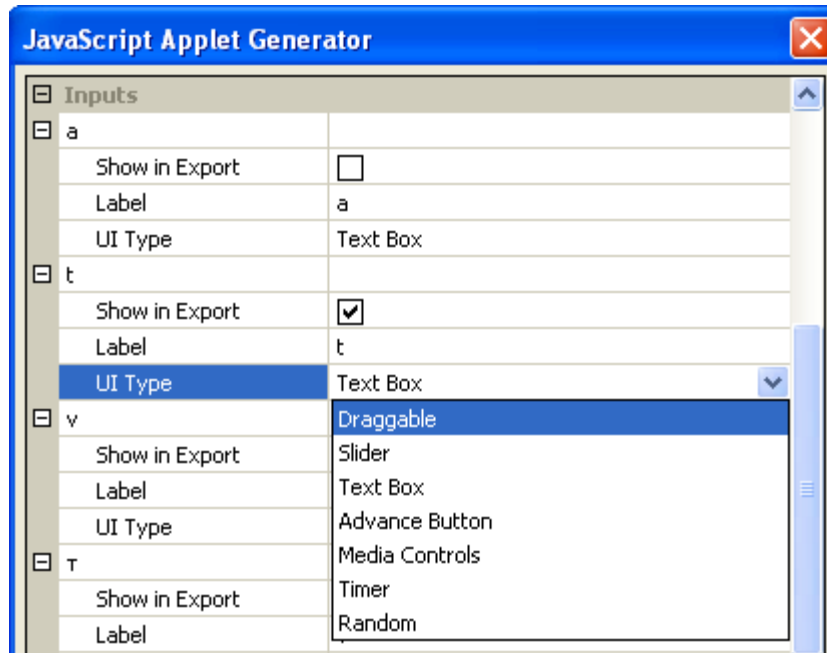 JavaScript Applet Generator
Inputs
a
Show in Export
Label a
UI Type Text Box
t
Show in Export
Label t
UI Type Text Box
v
Draggable
Show in Export
Slider
Label
Text Box
UI Type
Advance Button
Media Controls
T
Timer
Show in Export
Random
Label